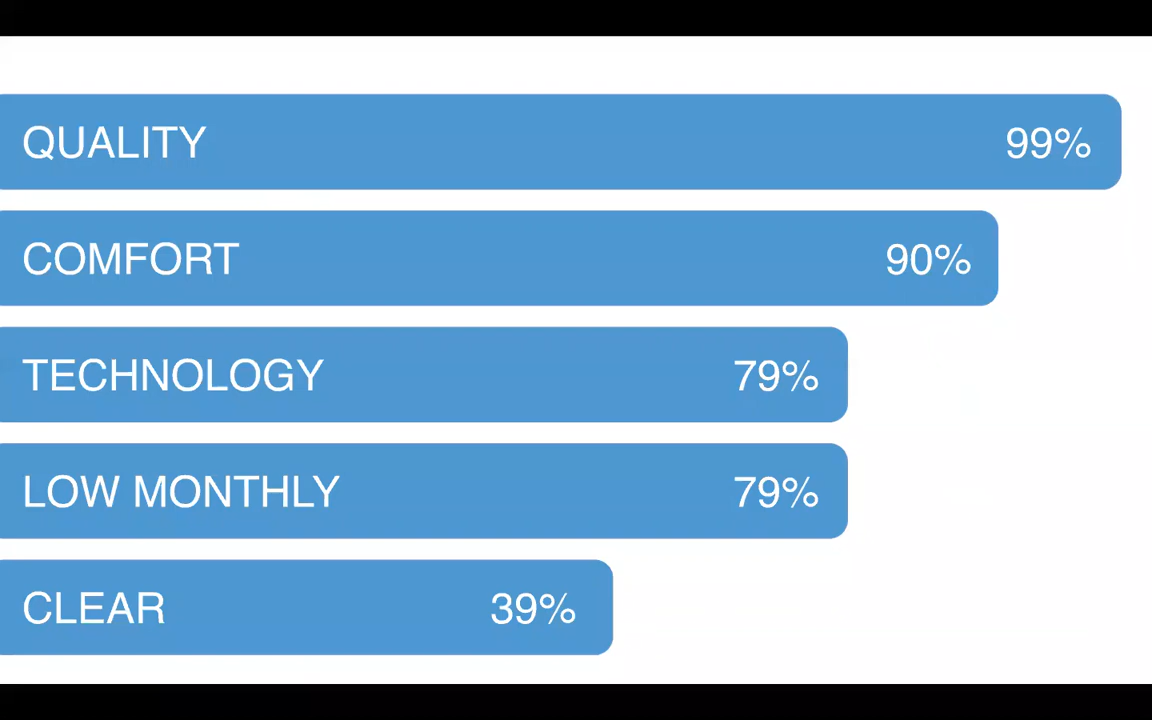 QUALITY 99%
COMFORT 90%
TECHNOLOGY 79%
LOW MONTHLY 79%
CLEAR 39%